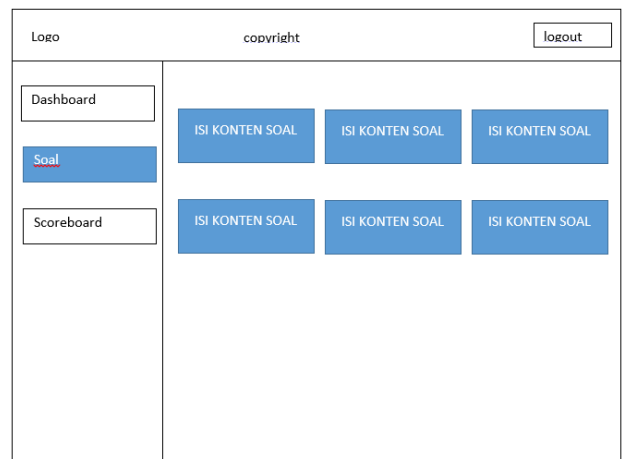 Logo
copyright
logout
Dashboard
Soal
Scoreboard
ISI KONTEN SOAL
ISI KONTEN SOAL
ISI KONTEN SOAL
ISI KONTEN SOAL
ISI KONTEN SOAL
ISI KONTEN SOAL